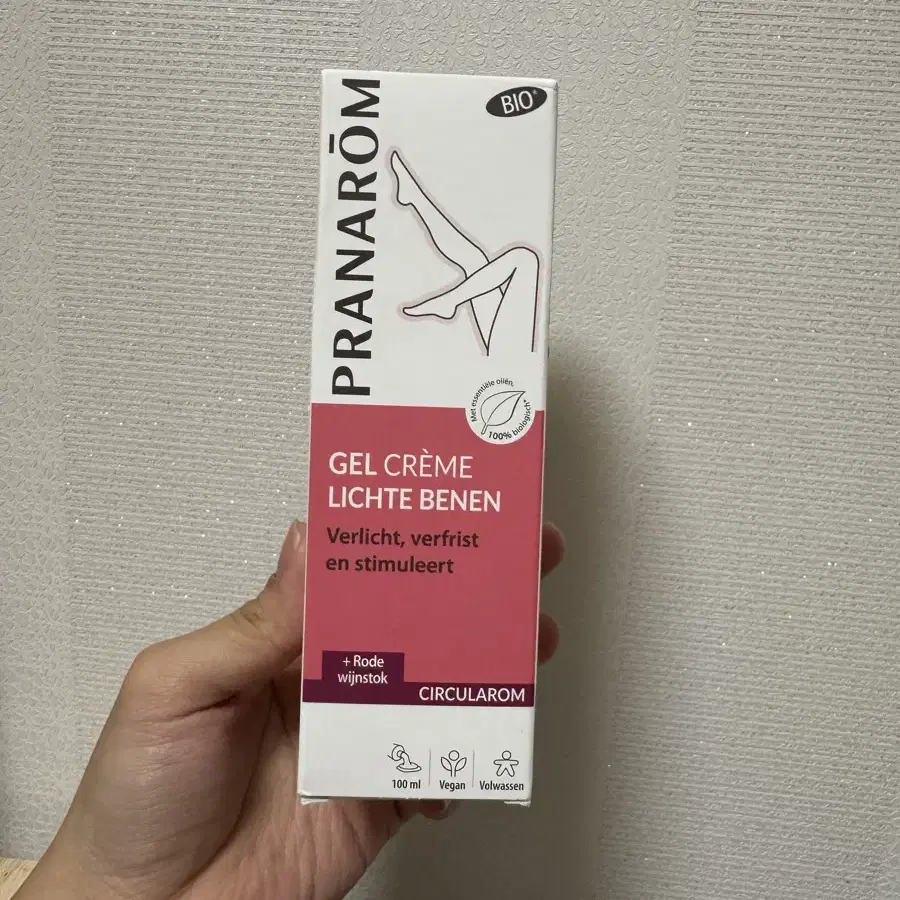 PRANARŌM
BIO*
Met essentiële oliën,
100% biologisch*
GEL CRÈME
LICHTE BENEN
Verlicht, verfrist
en stimuleert
+ Rode
wijnstok
CIRCULAROM
100 ml
Vegan
Volwassen